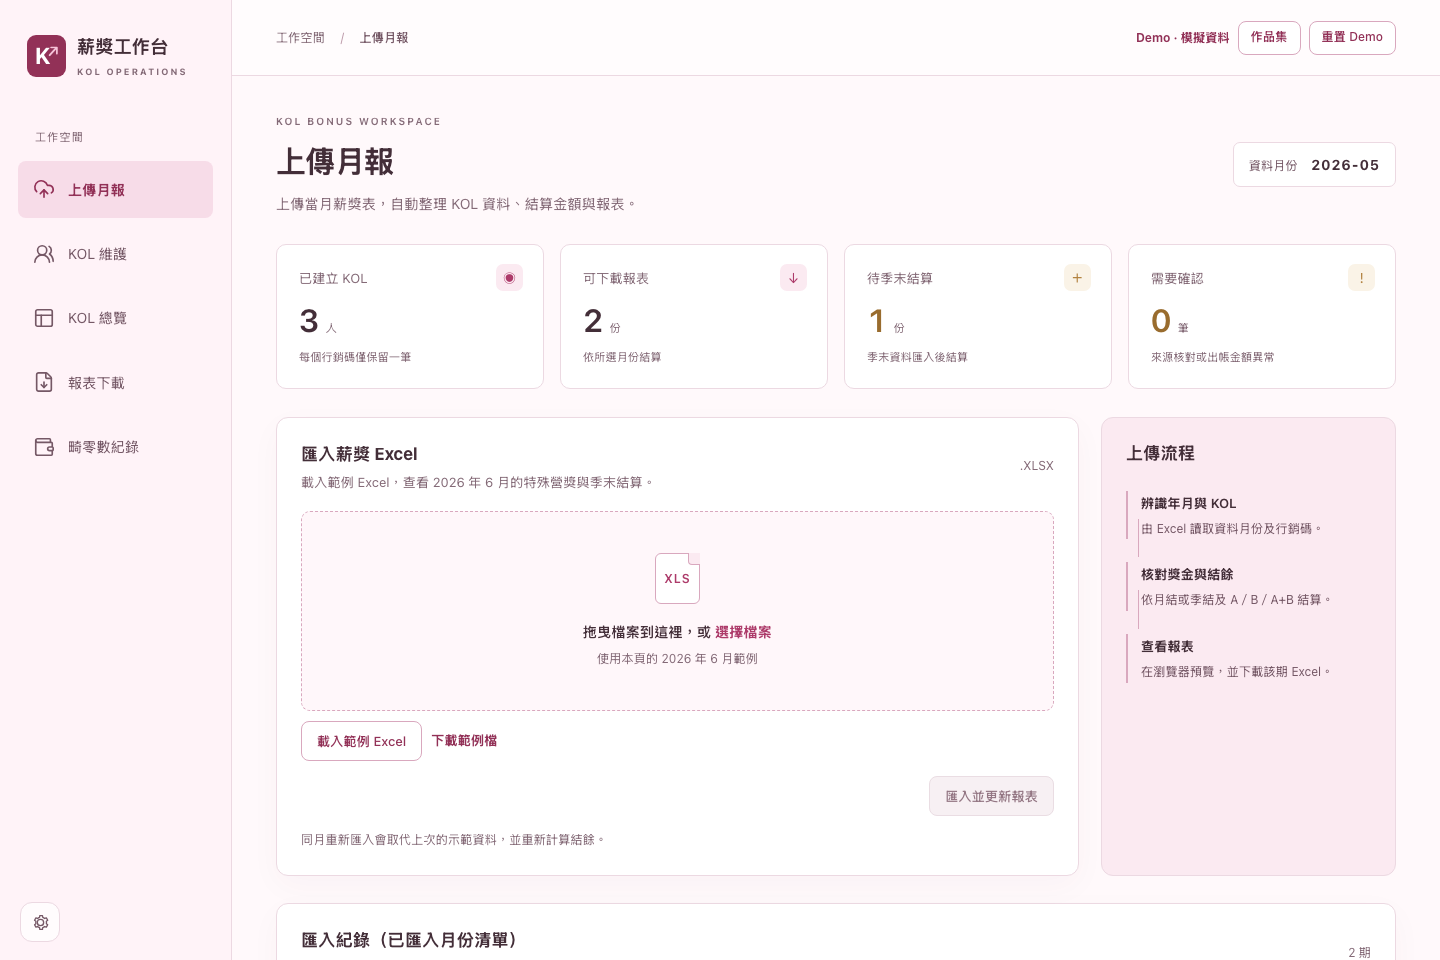 K
薪獎工作台
KOL OPERATIONS
工作空間
上傳月報
KOL 維護
KOL 總覽
報表下載
畸零數紀錄
工作空間 / 上傳月報
Demo · 模擬資料
作品集
重置 Demo
KOL BONUS WORKSPACE
上傳月報
上傳當月薪獎表，自動整理 KOL 資料、結算金額與報表。
資料月份 2026-05
已建立 KOL
3 人
每個行銷碼僅保留一筆
可下載報表
2 份
依所選月份結算
待季末結算
1 份
季末資料匯入後結算
需要確認
!
0 筆
來源核對或出帳金額異常
匯入薪獎 Excel
載入範例 Excel，查看 2026 年 6 月的特殊營獎與季末結算。
.XLSX
XLS
拖曳檔案到這裡，或 選擇檔案
使用本頁的 2026 年 6 月範例
載入範例 Excel
下載範例檔
匯入並更新報表
同月重新匯入會取代上次的示範資料，並重新計算結餘。
上傳流程
辨識年月與 KOL
由 Excel 讀取資料月份及行銷碼。
核對獎金與結餘
依月結或季結及 A / B / A+B 結算。
查看報表
在瀏覽器預覽，並下載該期 Excel。
匯入紀錄（已匯入月份清單）
2 期